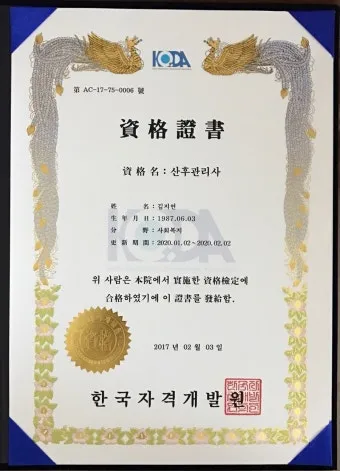 KODA
第 AC-17-75-0006 號
資格證書
資 格 名 : 산후관리사
姓 名 : 김지연
生 年 月 日 : 1987.06.03
分 野 : 사회복지
更 新 期 間 : 2020.01.02~2020.02.02
위 사람은 本院에서 實施한 資格檢定에
合格하였기에 이 證書를 發給함.
2017 年 02 月 03 일
한국자격개발원